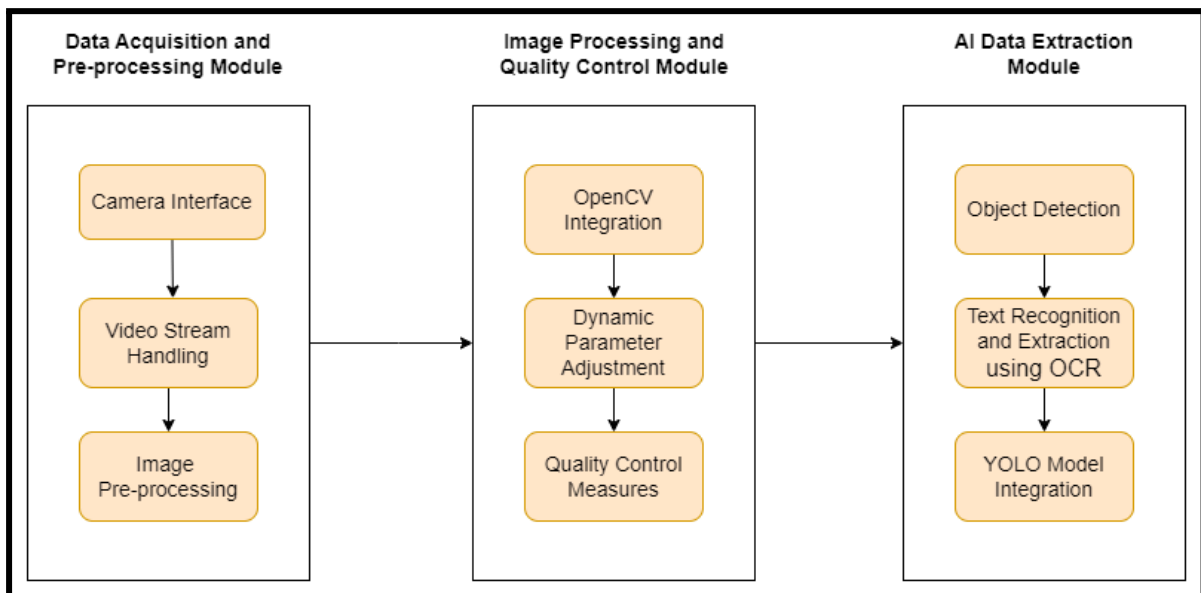 Data Acquisition and
Pre-processing Module
Camera Interface
Video Stream
Handling
Image
Pre-processing
Image Processing and
Quality Control Module
OpenCV
Integration
Dynamic
Parameter
Adjustment
Quality Control
Measures
AI Data Extraction
Module
Object Detection
Text Recognition
and Extraction
using OCR
YOLO Model
Integration